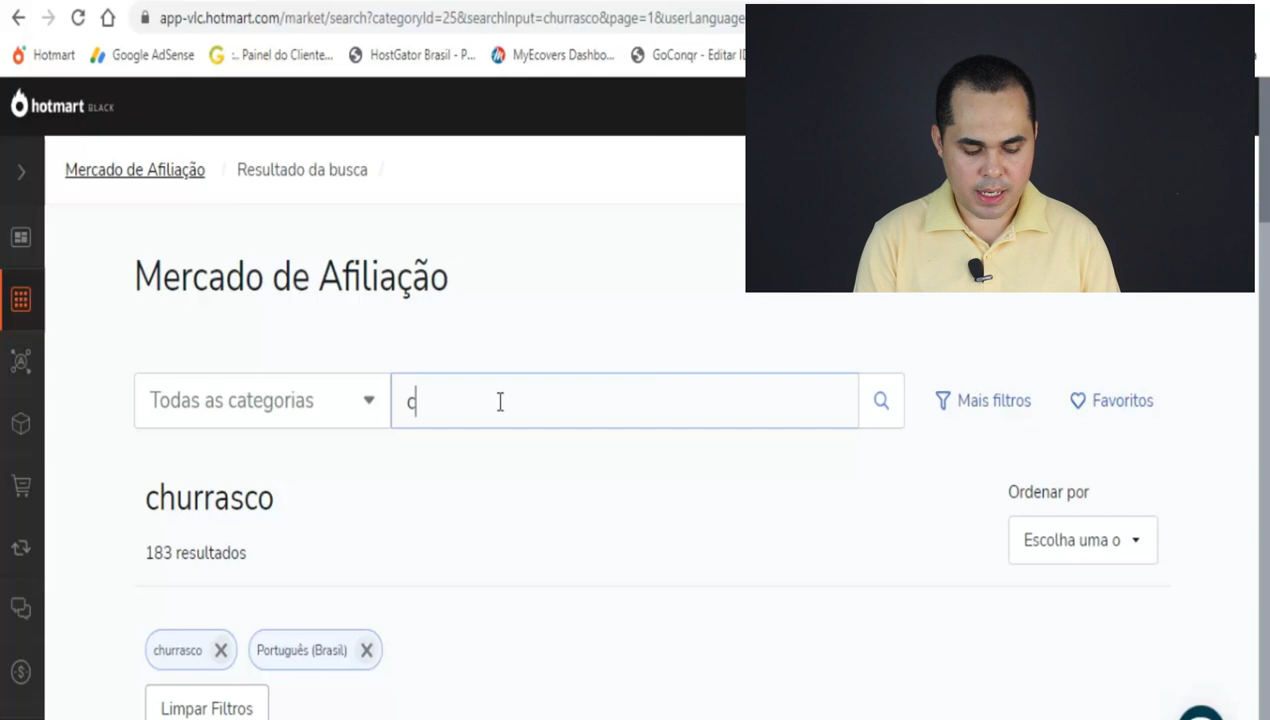 app-vlc.hotmart.com/market/search?categoryId=25&searchInput=churrasco&page=1&userLanguage
Hotmart
Google AdSense
:. Painel do Cliente...
HostGator Brasil - P...
MyEcovers Dashbo...
GoConqr - Editar ID
hotmart BLACK
Mercado de Afiliação / Resultado da busca /
Mercado de Afiliação
Todas as categorias
c
Mais filtros
Favoritos
churrasco
Ordenar por
183 resultados
Escolha uma o
churrasco
Português (Brasil)
Limpar Filtros